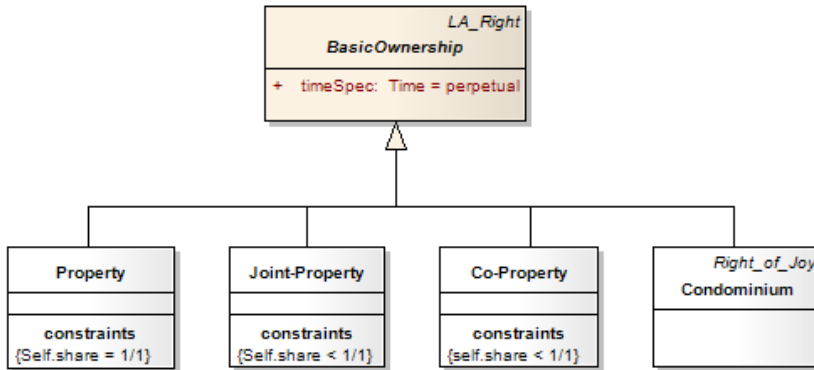 LA_Right
BasicOwnership
+ timeSpec: Time = perpetual
Property
constraints
{Self.share = 1/1}
Joint-Property
constraints
{Self.share < 1/1}
Co-Property
constraints
{self.share < 1/1}
Right_of_Joy
Condominium